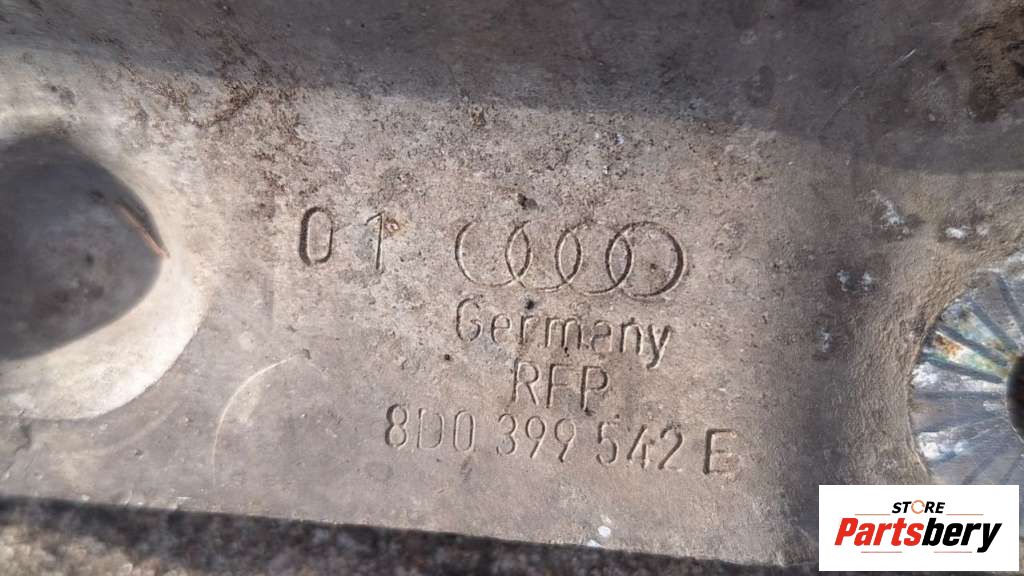 01
Germany
RFP
8D0 399 542 E
STORE
Partsbery